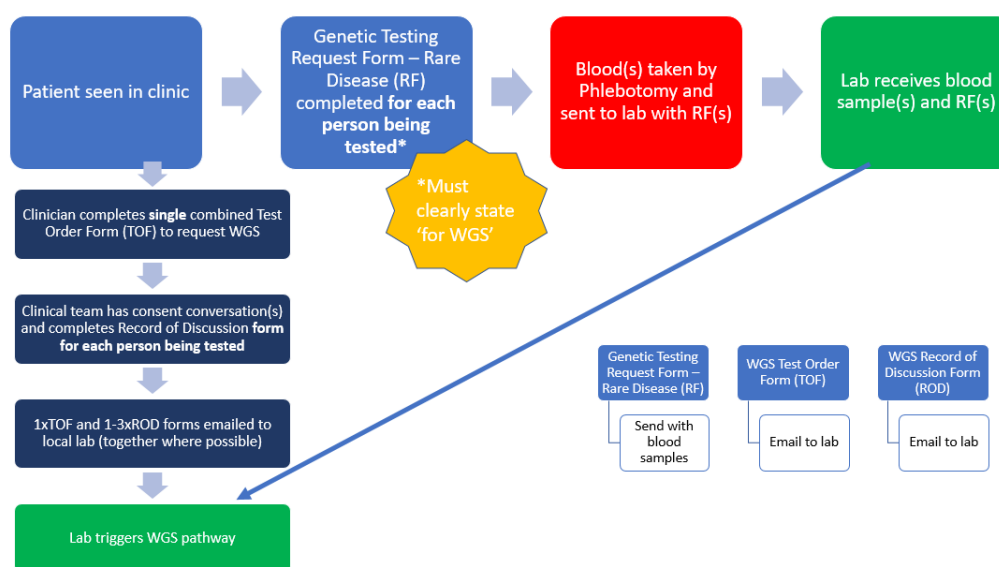 Patient seen in clinic
Genetic Testing
Request Form – Rare
Disease (RF)
completed for each
person being
tested*
Blood(s) taken by
Phlebotomy and
sent to lab with RF(s)
Lab receives blood
sample(s) and RF(s)
*Must
clearly state
‘for WGS’
Clinician completes single combined Test
Order Form (TOF) to request WGS
Clinical team has consent conversation(s)
and completes Record of Discussion form
for each person being tested
1xTOF and 1-3xROD forms emailed to
local lab (together where possible)
Lab triggers WGS pathway
Genetic Testing
Request Form –
Rare Disease (RF)
Send with
blood
samples
WGS Test Order
Form (TOF)
Email to lab
WGS Record of
Discussion Form
(ROD)
Email to lab